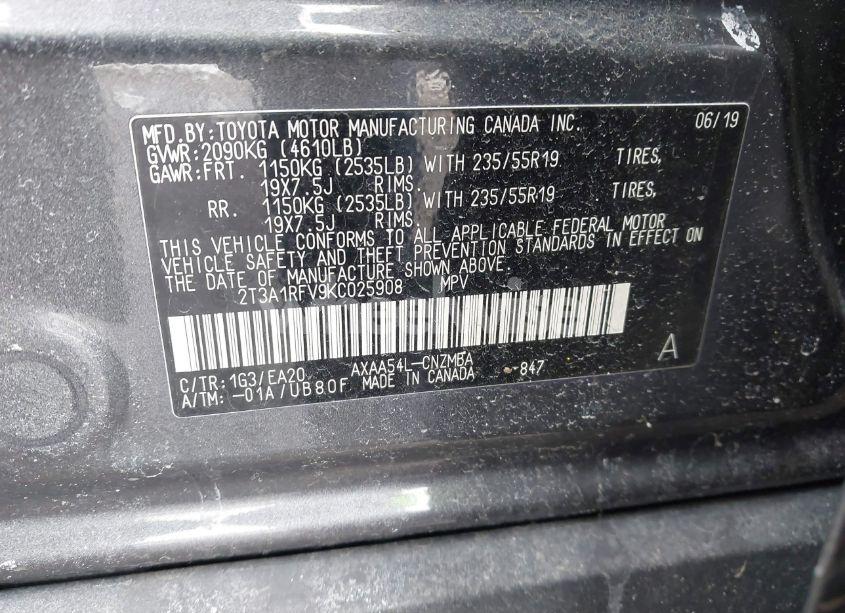 MFD.BY:TOYOTA MOTOR MANUFACTURING CANADA INC. 06/19
GVWR:2090KG (4610LB)
GAWR:FRT. 1150KG (2535LB) WITH 235/55R19 TIRES,
19X7.5J RIMS.
RR. 1150KG (2535LB) WITH 235/55R19 TIRES,
19X7.5J RIMS.
THIS VEHICLE CONFORMS TO ALL APPLICABLE FEDERAL MOTOR
VEHICLE SAFETY AND THEFT PREVENTION STANDARDS IN EFFECT ON
THE DATE OF MANUFACTURE SHOWN ABOVE.
2T3A1RFV9KC025908 MPV
A
C/TR:1G3/EA20 AXAA54L-CNZMBA 847
A/TM:-01A/UB80F MADE IN CANADA